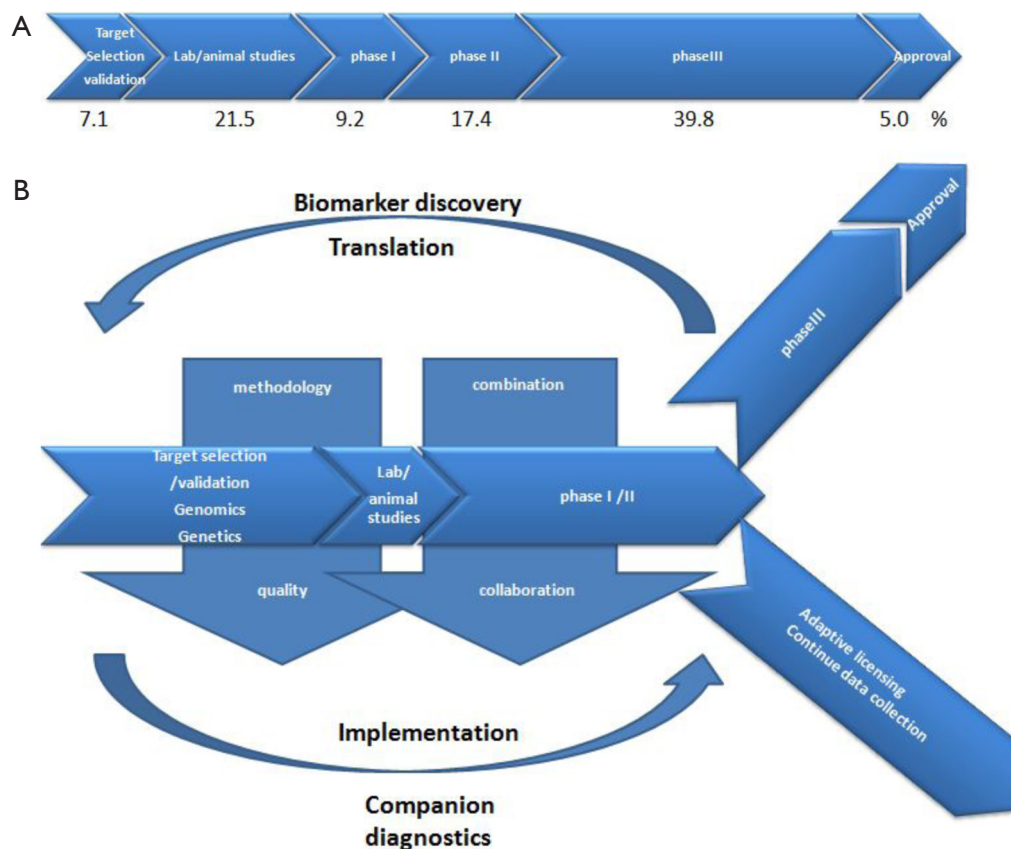 A
Target
Selection
validation
Lab/animal studies
phase I
phase II
phaseIII
Approval
7.1
21.5
9.2
17.4
39.8
5.0 %
B
Biomarker discovery
Translation
Approval
phaseIII
methodology
combination
Target selection
/validation
Genomics
Genetics
Lab/
animal
studies
phase I /II
quality
collaboration
Adaptive licensing
Continue data collection
Implementation
Companion
diagnostics